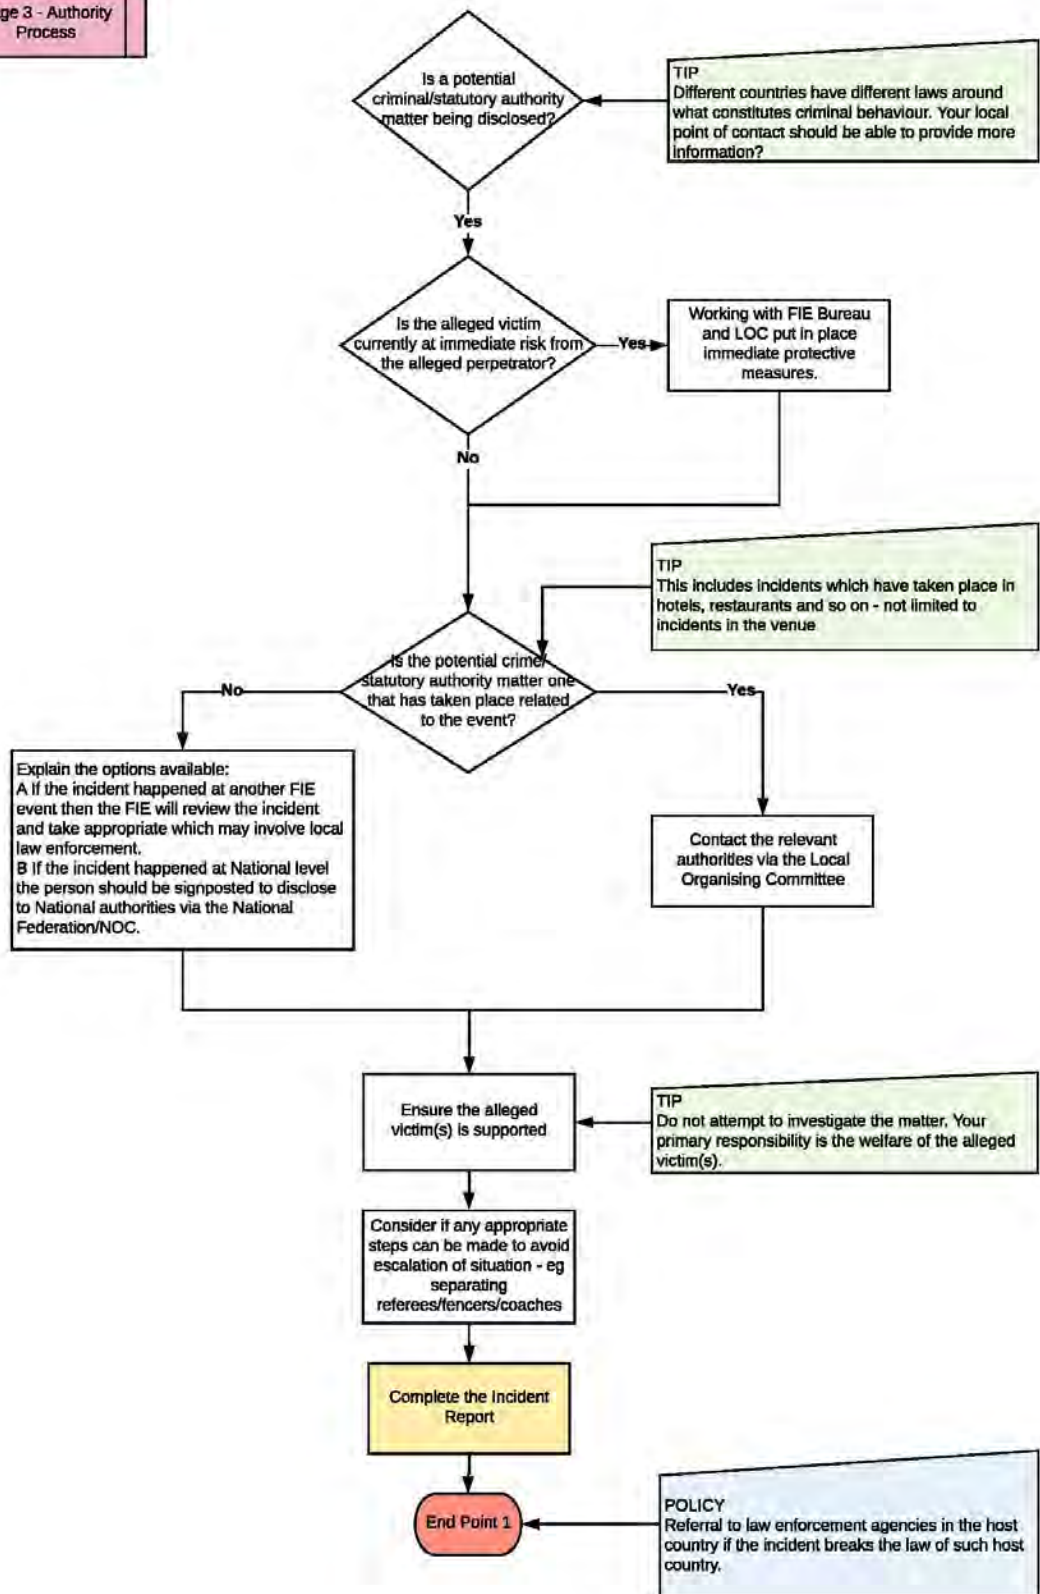 ge 3 - Authority
Process
Is a potential
criminal/statutory authority
matter being disclosed?
TIP
Different countries have different laws around
what constitutes criminal behaviour. Your local
point of contact should be able to provide more
information?
Yes
Is the alleged victim
currently at immediate risk from
the alleged perpetrator?
Yes
Working with FIE Bureau
and LOC put in place
immediate protective
measures.
No
TIP
This includes incidents which have taken place in
hotels, restaurants and so on - not limited to
incidents in the venue
Is the potential crime/
statutory authority matter one
that has taken place related
to the event?
No
Yes
Explain the options available:
A If the incident happened at another FIE
event then the FIE will review the incident
and take appropriate which may involve local
law enforcement.
B If the incident happened at National level
the person should be signposted to disclose
to National authorities via the National
Federation/NOC.
Contact the relevant
authorities via the Local
Organising Committee
Ensure the alleged
victim(s) is supported
TIP
Do not attempt to investigate the matter. Your
primary responsibility is the welfare of the alleged
victim(s).
Consider if any appropriate
steps can be made to avoid
escalation of situation - eg
separating
referees/fencers/coaches
Complete the Incident
Report
End Point 1
POLICY
Referral to law enforcement agencies in the host
country if the incident breaks the law of such host
country.